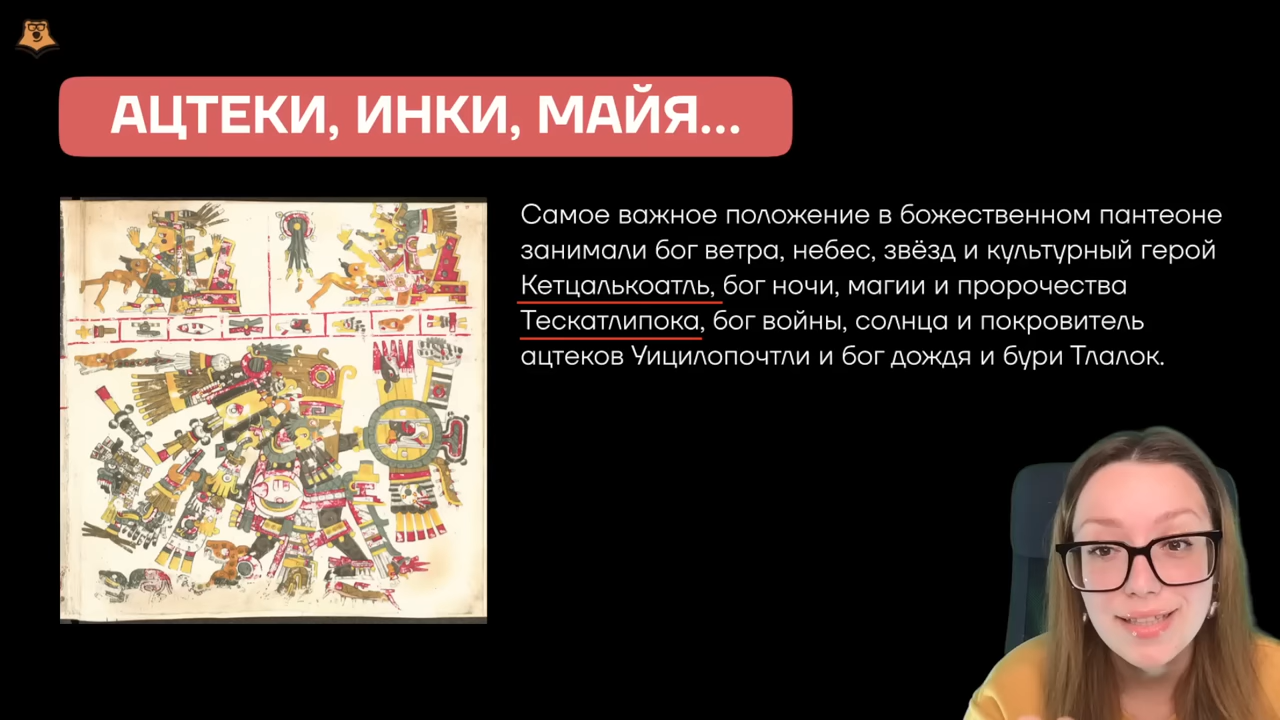 АЦТЕКИ, ИНКИ, МАЙЯ...
Самое важное положение в божественном пантеоне
занимали бог ветра, небес, звёзд и культурный герой
Кетцалькоатль, бог ночи, магии и пророчества
Тескатлипока, бог войны, солнца и покровитель
ацтеков Уицилопочтли и бог дождя и бури Тлалок.